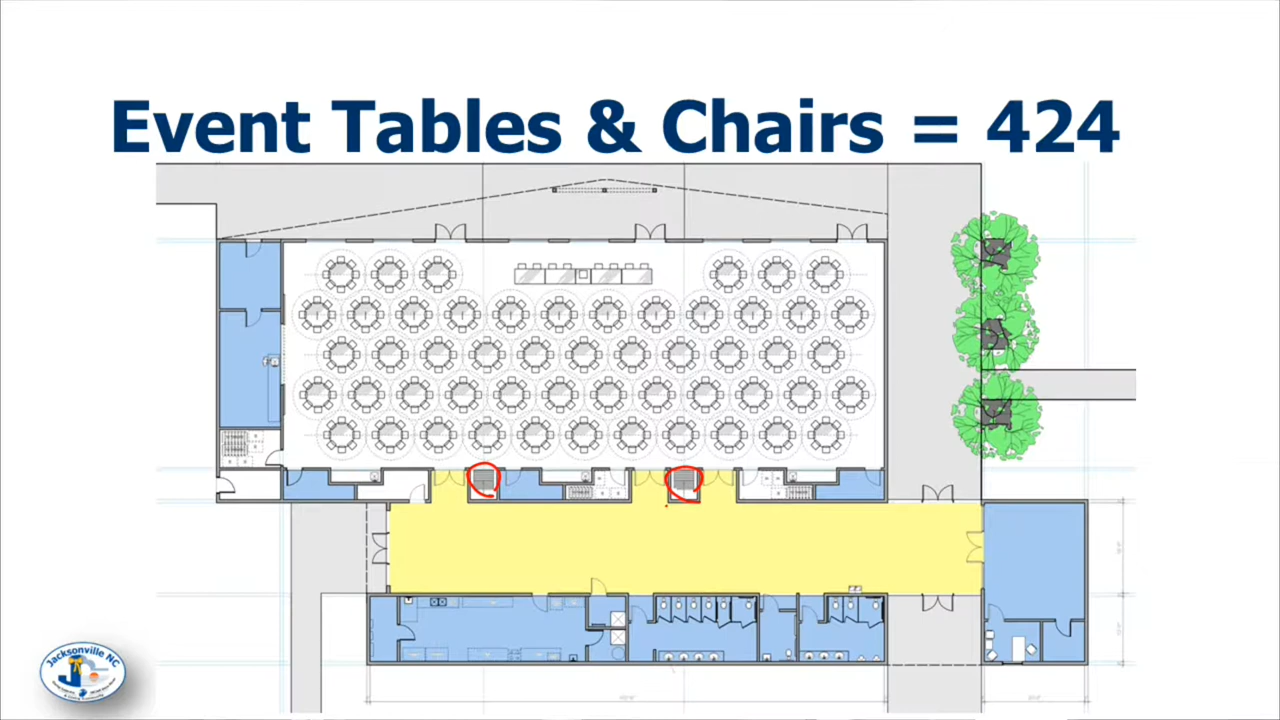 Event Tables & Chairs = 424
Jacksonville NC